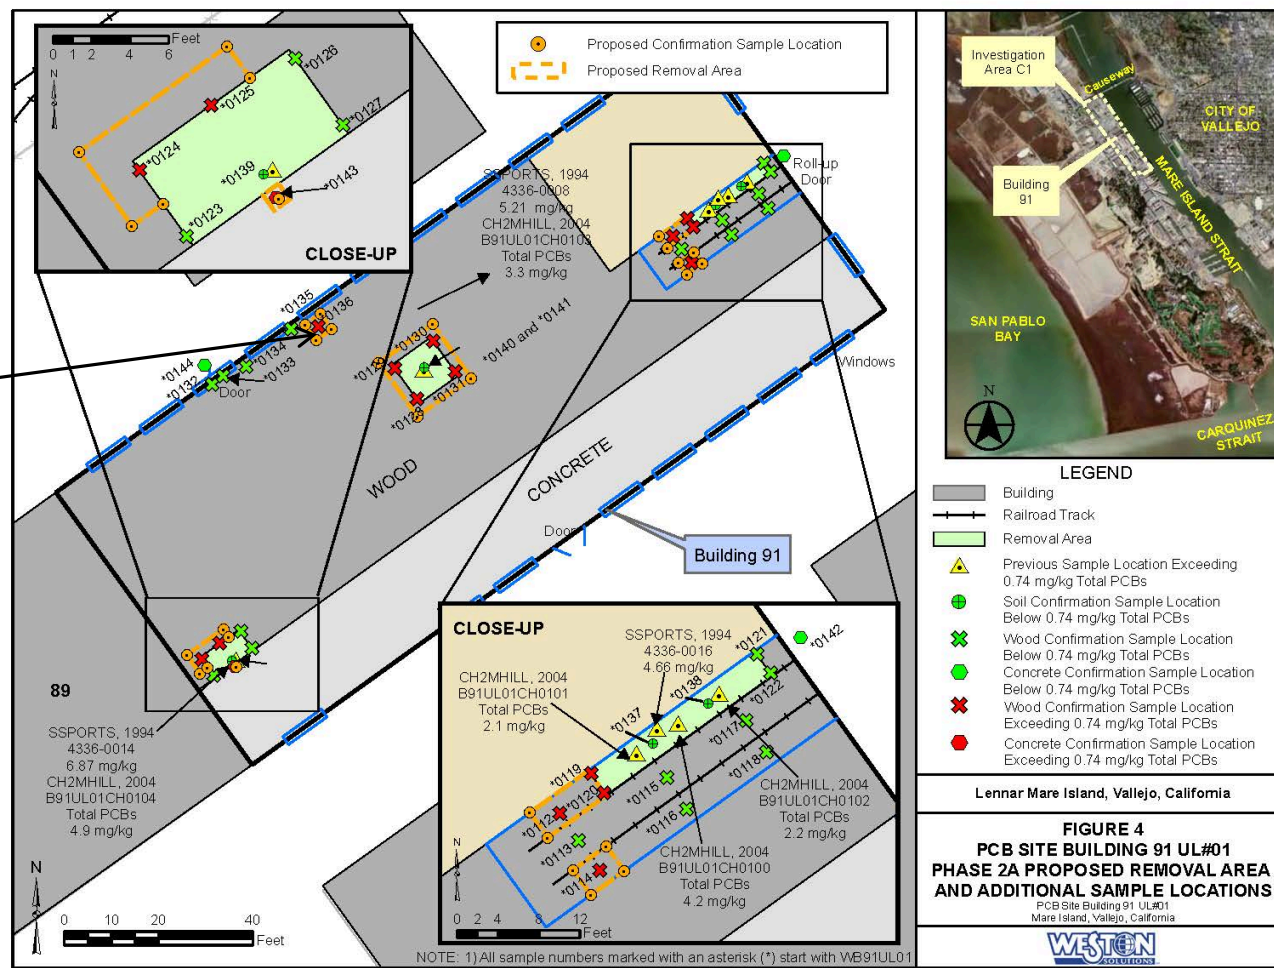 Feet
0 1 2 4 6
N
*0126
*0125
*0127
*0124
*0139
*0143
*0123
CLOSE-UP
Proposed Confirmation Sample Location
Proposed Removal Area
SSPORTS, 1994
4336-0008
5.21 mg/kg
CH2MHILL, 2004
B91UL01CH0103
Total PCBs
3.3 mg/kg
Roll-up
Door
*0135
*0136
*0134
*0133
*0144
*0132
Door
*0130
*0140 and *0141
*0131
*0128
Windows
WOOD
CONCRETE
Door
Building 91
89
SSPORTS, 1994
4336-0014
6.87 mg/kg
CH2MHILL, 2004
B91UL01CH0104
Total PCBs
4.9 mg/kg
N
0 10 20 40
Feet
CLOSE-UP
SSPORTS, 1994
4336-0016
4.66 mg/kg
*0121
*0142
CH2MHILL, 2004
B91UL01CH0101
Total PCBs
2.1 mg/kg
*0138
*0122
*0137
*0117
*0118
*0119
*0120
*0115
*0112
*0116
*0113
*0114
CH2MHILL, 2004
B91UL01CH0102
Total PCBs
2.2 mg/kg
CH2MHILL, 2004
B91UL01CH0100
Total PCBs
4.2 mg/kg
N
0 2 4 8 12
Feet
NOTE: 1) All sample numbers marked with an asterisk (*) start with WB91UL01
Investigation
Area C1
Causeway
CITY OF
VALLEJO
Building
91
MARE ISLAND STRAIT
SAN PABLO
BAY
N
CARQUINEZ
STRAIT
LEGEND
Building
Railroad Track
Removal Area
Previous Sample Location Exceeding
0.74 mg/kg Total PCBs
Soil Confirmation Sample Location
Below 0.74 mg/kg Total PCBs
Wood Confirmation Sample Location
Below 0.74 mg/kg Total PCBs
Concrete Confirmation Sample Location
Below 0.74 mg/kg Total PCBs
Wood Confirmation Sample Location
Exceeding 0.74 mg/kg Total PCBs
Concrete Confirmation Sample Location
Exceeding 0.74 mg/kg Total PCBs
Lennar Mare Island, Vallejo, California
FIGURE 4
PCB SITE BUILDING 91 UL#01
PHASE 2A PROPOSED REMOVAL AREA
AND ADDITIONAL SAMPLE LOCATIONS
PCB Site Building 91 UL#01
Mare Island, Vallejo, California
WESTON
SOLUTIONS